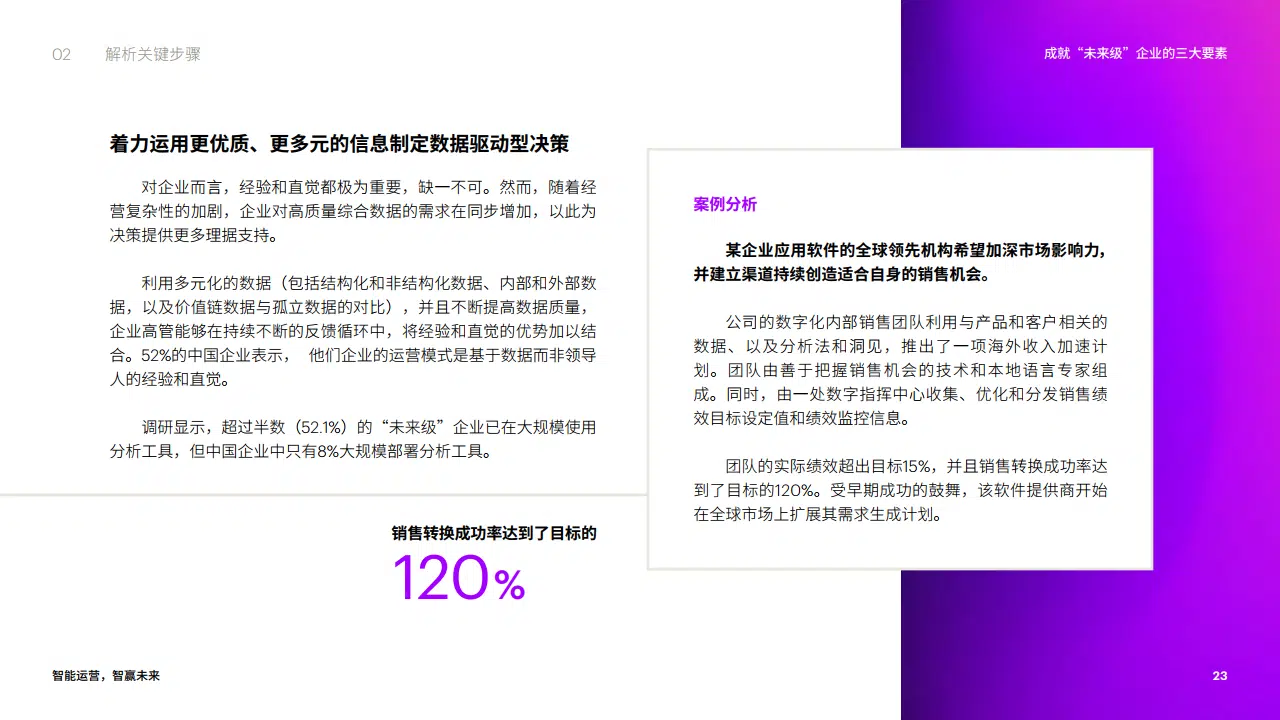 02 解析关键步骤
成就“未来级”企业的三大要素
着力运用更优质、更多元的信息制定数据驱动型决策
对企业而言，经验和直觉都极为重要，缺一不可。然而，随着经
营复杂性的加剧，企业对高质量综合数据的需求在同步增加，以此为
决策提供更多理据支持。
利用多元化的数据（包括结构化和非结构化数据、内部和外部数
据，以及价值链数据与孤立数据的对比），并且不断提高数据质量，
企业高管能够在持续不断的反馈循环中，将经验和直觉的优势加以结
合。52%的中国企业表示， 他们企业的运营模式是基于数据而非领导
人的经验和直觉。
调研显示，超过半数（52.1%）的“未来级”企业已在大规模使用
分析工具，但中国企业中只有8%大规模部署分析工具。
销售转换成功率达到了目标的
120%
案例分析
某企业应用软件的全球领先机构希望加深市场影响力，
并建立渠道持续创造适合自身的销售机会。
公司的数字化内部销售团队利用与产品和客户相关的
数据、以及分析法和洞见，推出了一项海外收入加速计
划。团队由善于把握销售机会的技术和本地语言专家组
成。同时，由一处数字指挥中心收集、优化和分发销售绩
效目标设定值和绩效监控信息。
团队的实际绩效超出目标15%，并且销售转换成功率达
到了目标的120%。受早期成功的鼓舞，该软件提供商开始
在全球市场上扩展其需求生成计划。
智能运营，智赢未来
23